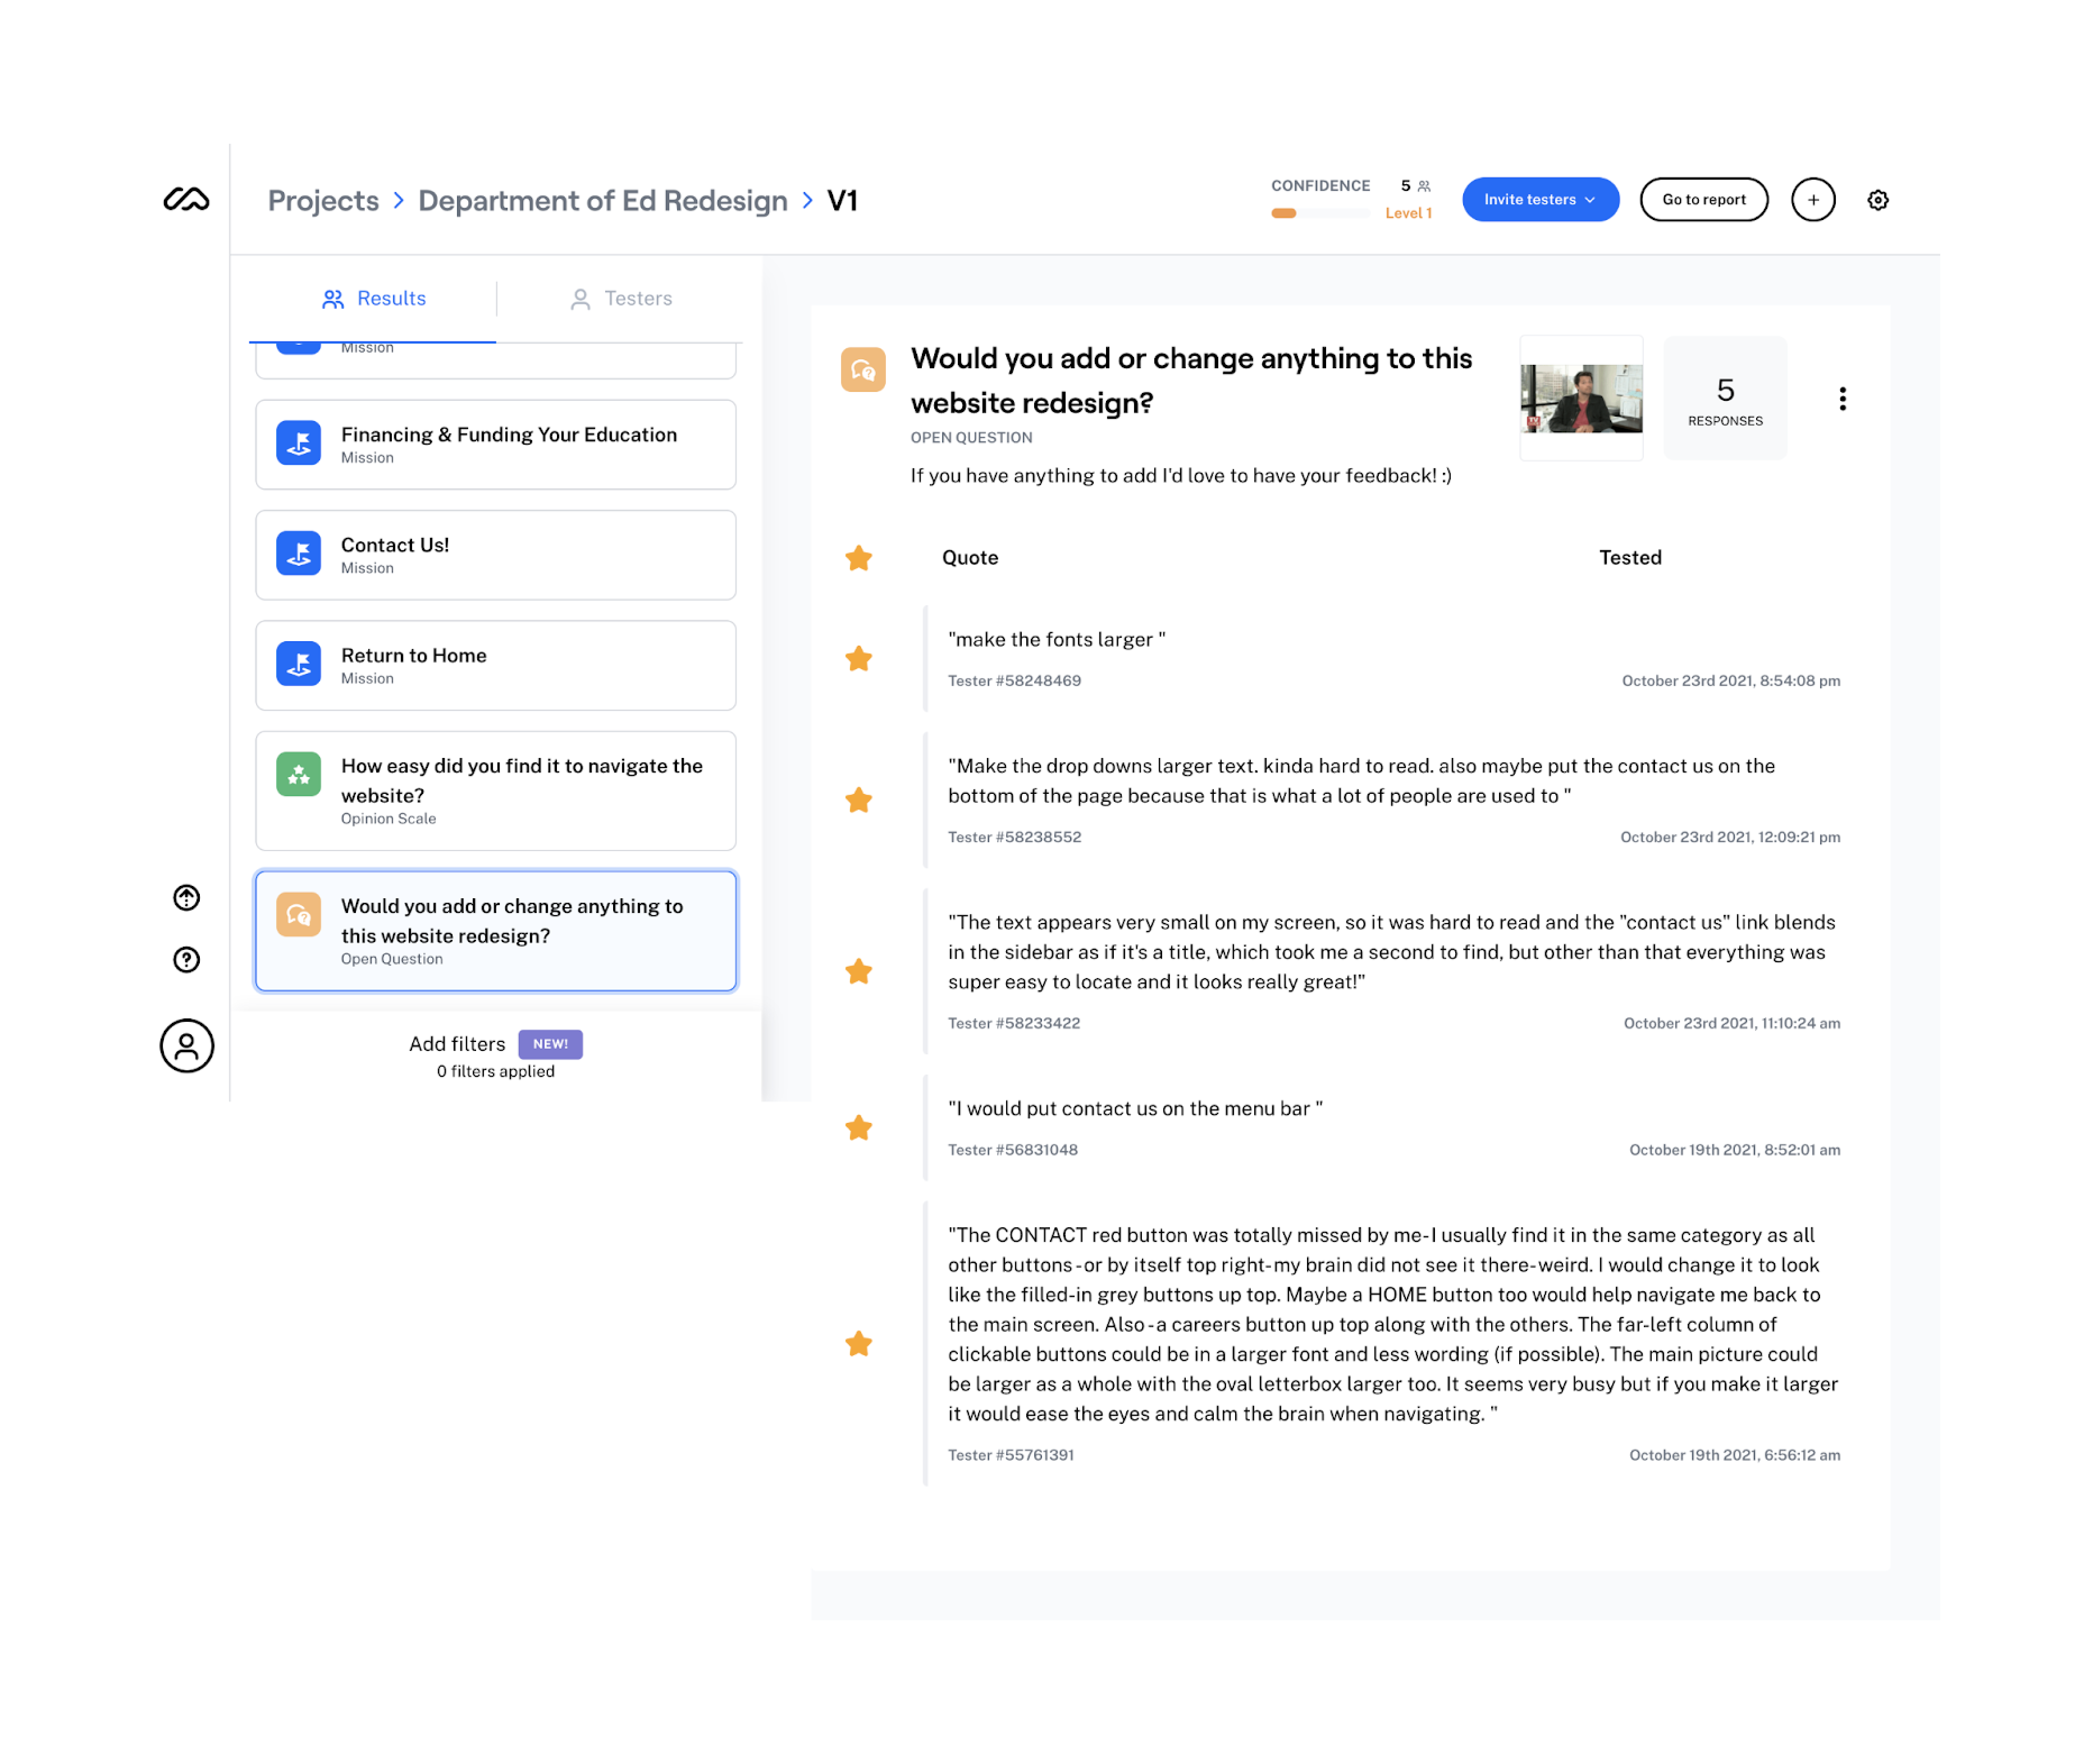 Projects > Department of Ed Redesign > V1
CONFIDENCE 5
Level 1
Invite testers
Go to report
Results
Testers
Mission
Financing & Funding Your Education
Mission
Contact Us!
Mission
Return to Home
Mission
How easy did you find it to navigate the
website?
Opinion Scale
Would you add or change anything to
this website redesign?
Open Question
Add filters NEW!
0 filters applied
Would you add or change anything to this
website redesign?
OPEN QUESTION
If you have anything to add I'd love to have your feedback! :)
5
RESPONSES
Quote Tested
"make the fonts larger "
Tester #58248469 October 23rd 2021, 8:54:08 pm
"Make the drop downs larger text. kinda hard to read. also maybe put the contact us on the
bottom of the page because that is what a lot of people are used to "
Tester #58238552 October 23rd 2021, 12:09:21 pm
"The text appears very small on my screen, so it was hard to read and the "contact us" link blends
in the sidebar as if it's a title, which took me a second to find, but other than that everything was
super easy to locate and it looks really great!"
Tester #58233422 October 23rd 2021, 11:10:24 am
"I would put contact us on the menu bar "
Tester #56831048 October 19th 2021, 8:52:01 am
"The CONTACT red button was totally missed by me-I usually find it in the same category as all
other buttons-or by itself top right-my brain did not see it there-weird. I would change it to look
like the filled-in grey buttons up top. Maybe a HOME button too would help navigate me back to
the main screen. Also-a careers button up top along with the others. The far-left column of
clickable buttons could be in a larger font and less wording (if possible). The main picture could
be larger as a whole with the oval letterbox larger too. It seems very busy but if you make it larger
it would ease the eyes and calm the brain when navigating. "
Tester #55761391 October 19th 2021, 6:56:12 am